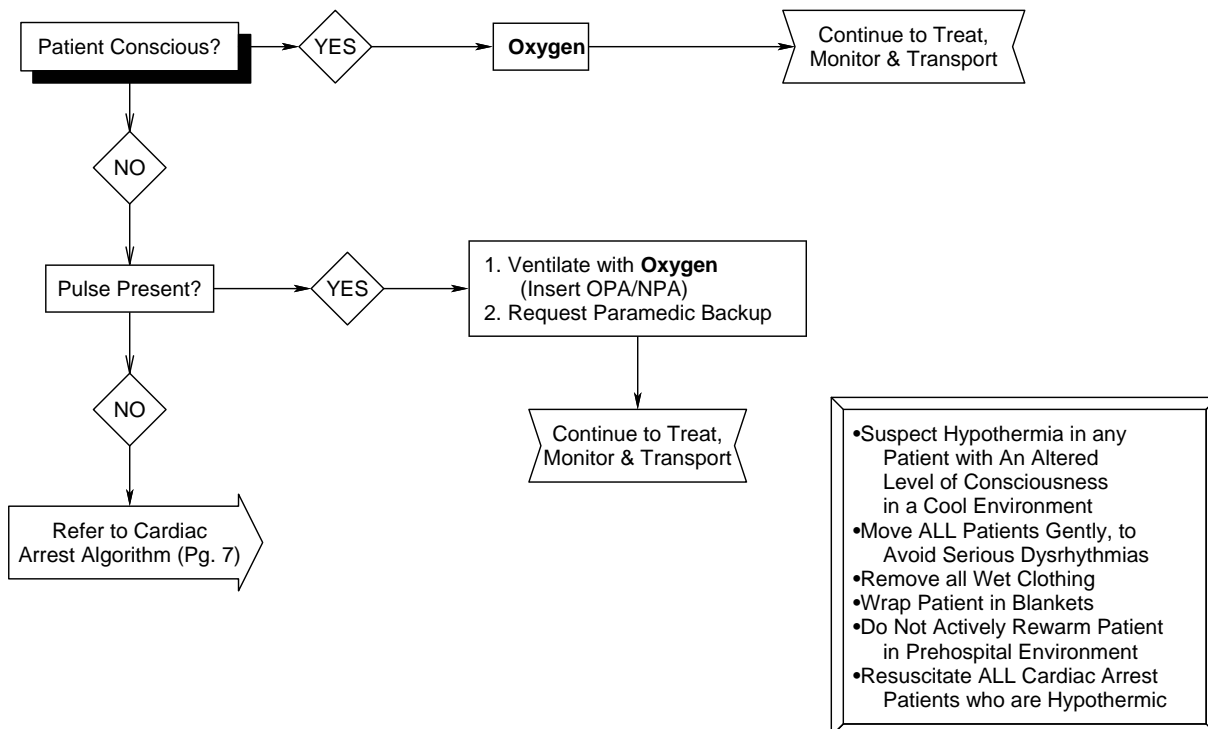 Patient Conscious?
YES
Oxygen
Continue to Treat,
Monitor & Transport
NO
Pulse Present?
YES
1. Ventilate with Oxygen
(Insert OPA/NPA)
2. Request Paramedic Backup
NO
Continue to Treat,
Monitor & Transport
Refer to Cardiac
Arrest Algorithm (Pg. 7)
•Suspect Hypothermia in any
Patient with An Altered
Level of Consciousness
in a Cool Environment
•Move ALL Patients Gently, to
Avoid Serious Dysrhythmias
•Remove all Wet Clothing
•Wrap Patient in Blankets
•Do Not Actively Rewarm Patient
in Prehospital Environment
•Resuscitate ALL Cardiac Arrest
Patients who are Hypothermic